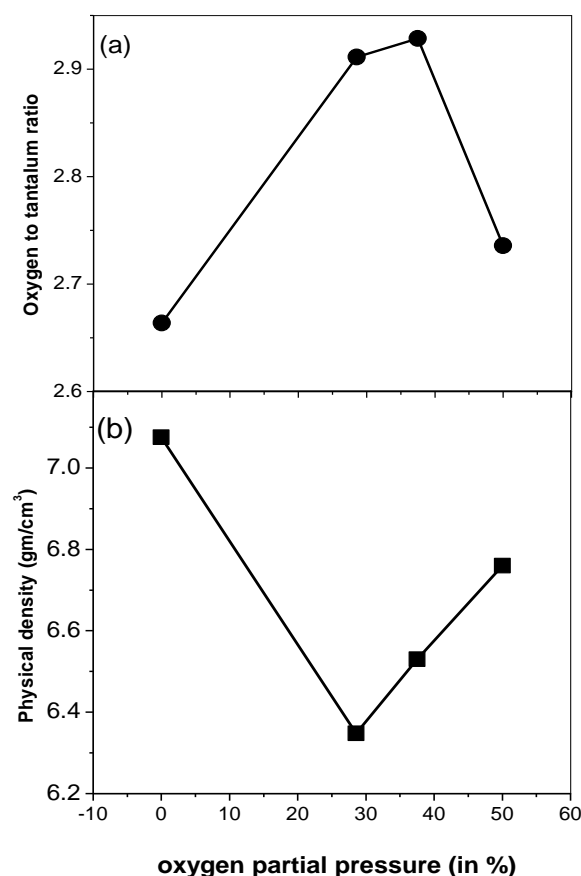 (a)
Oxygen to tantalum ratio
2.9
2.8
2.7
2.6
(b)
Physical density (gm/cm³)
7.0
6.8
6.6
6.4
6.2
-10 0 10 20 30 40 50 60
oxygen partial pressure (in %)